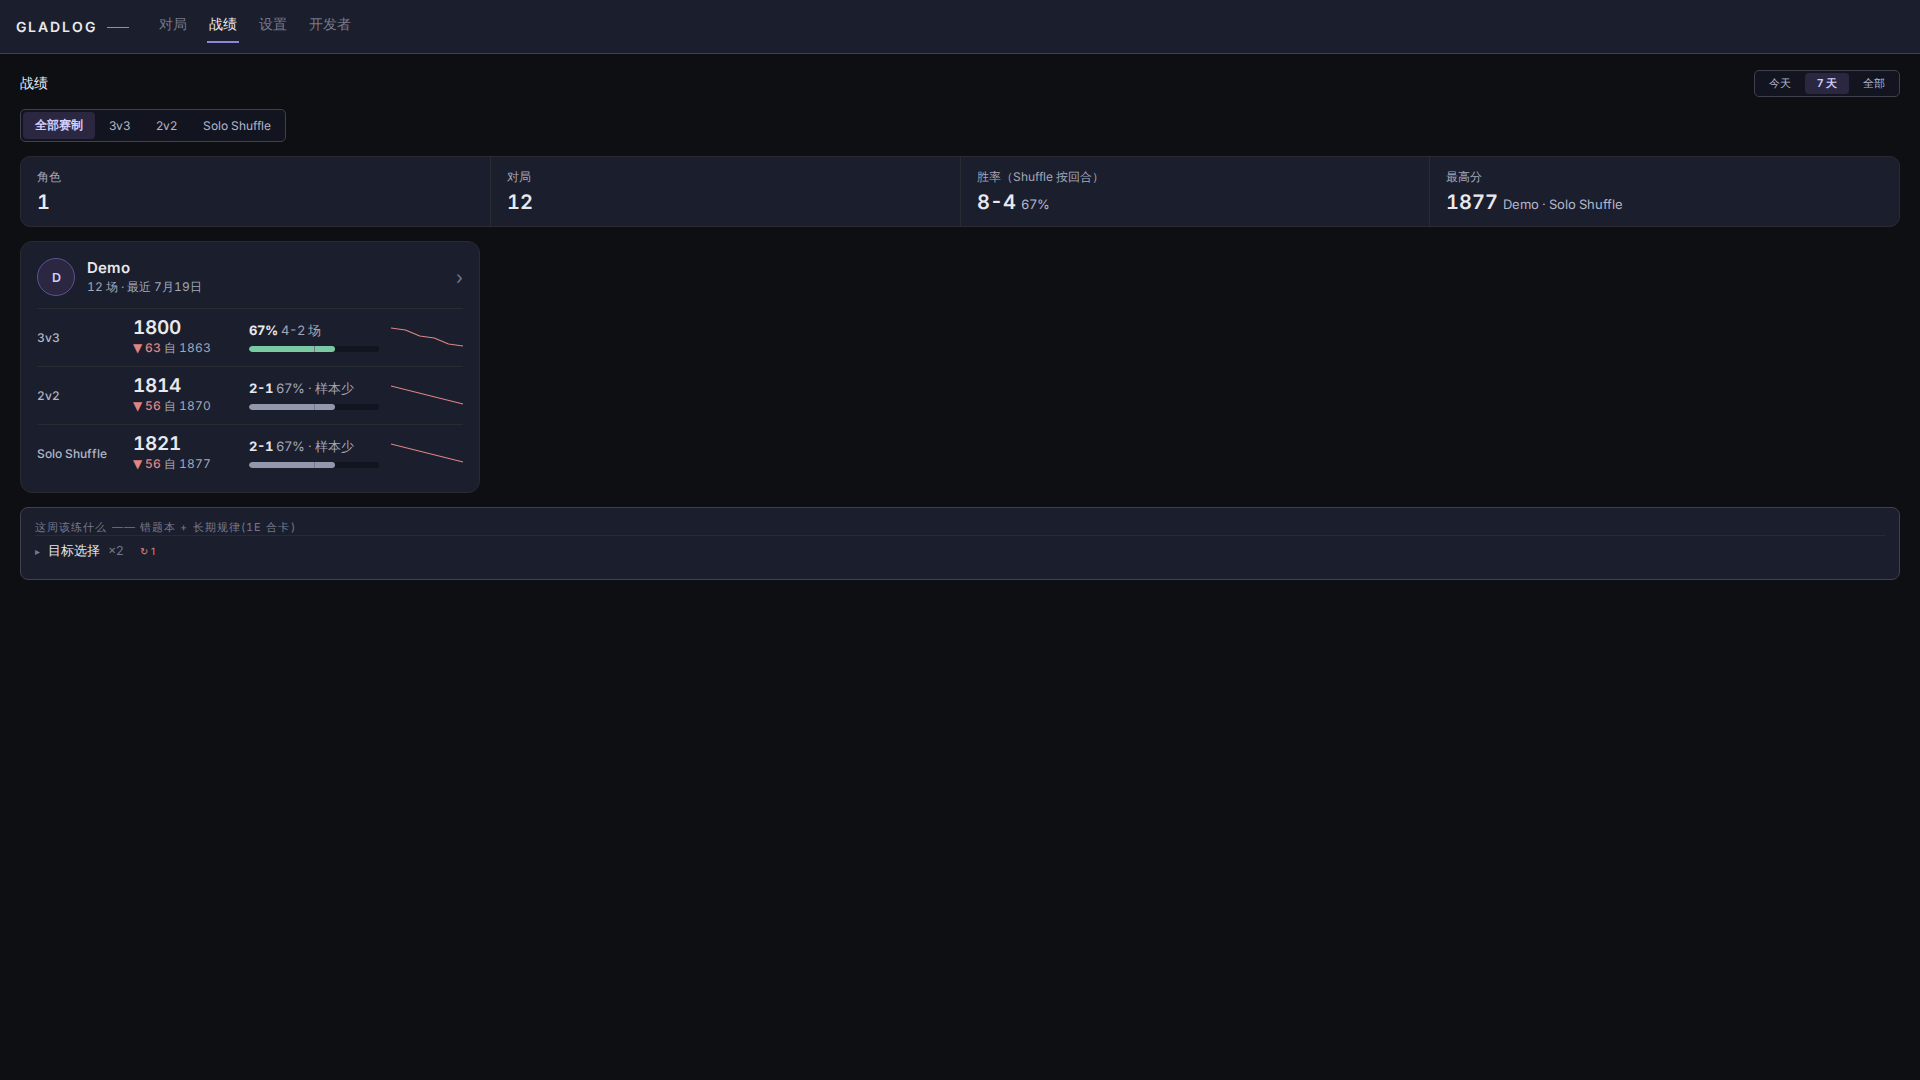 GLADLOG 对局 战绩 设置 开发者
战绩
今天 7 天 全部
全部赛制 3v3 2v2 Solo Shuffle
角色 对局 胜率（Shuffle 按回合） 最高分
1 12 8-4 67% 1877 Demo · Solo Shuffle
D Demo ›
12 场 · 最近 7月19日
3v3 1800 67% 4-2 场
▼ 63 自 1863
2v2 1814 2-1 67% · 样本少
▼ 56 自 1870
Solo Shuffle 1821 2-1 67% · 样本少
▼ 56 自 1877
这周该练什么 —— 错题本 + 长期规律(1E 合卡)
▸ 目标选择 ×2 ↻ 1